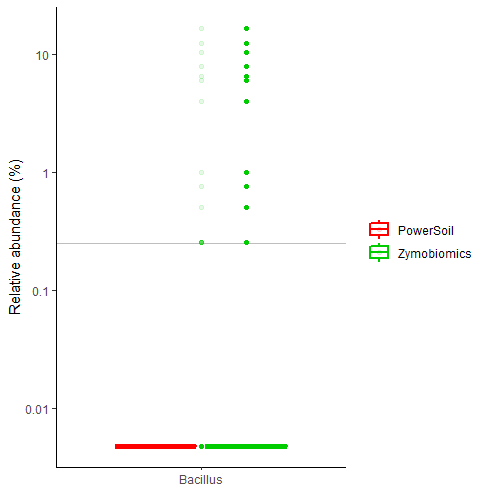 Relative abundance (%)
10
1
0.1
0.01
Bacillus
PowerSoil
Zymobiomics